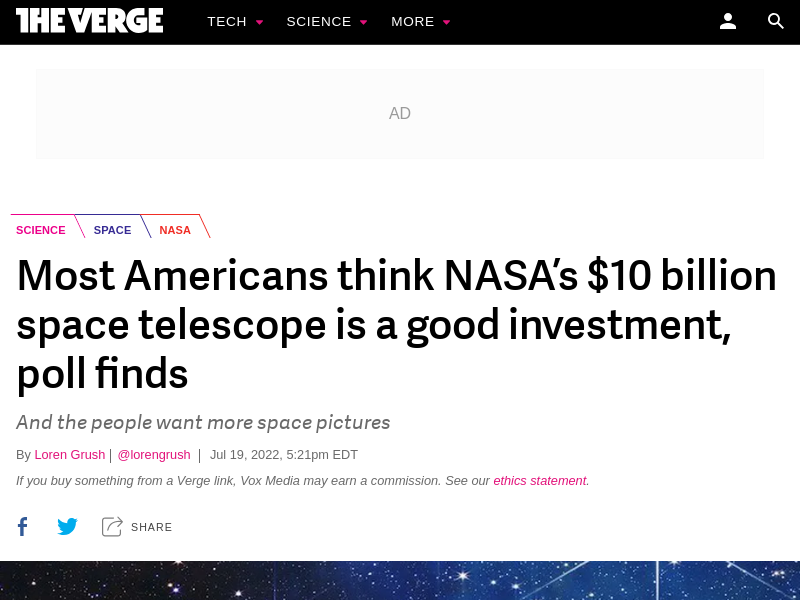 THE VERGE TECH SCIENCE MORE
AD
SCIENCE SPACE NASA
Most Americans think NASA’s $10 billion
space telescope is a good investment,
poll finds
And the people want more space pictures
By Loren Grush | @lorengrush | Jul 19, 2022, 5:21pm EDT
If you buy something from a Verge link, Vox Media may earn a commission. See our ethics statement.
SHARE